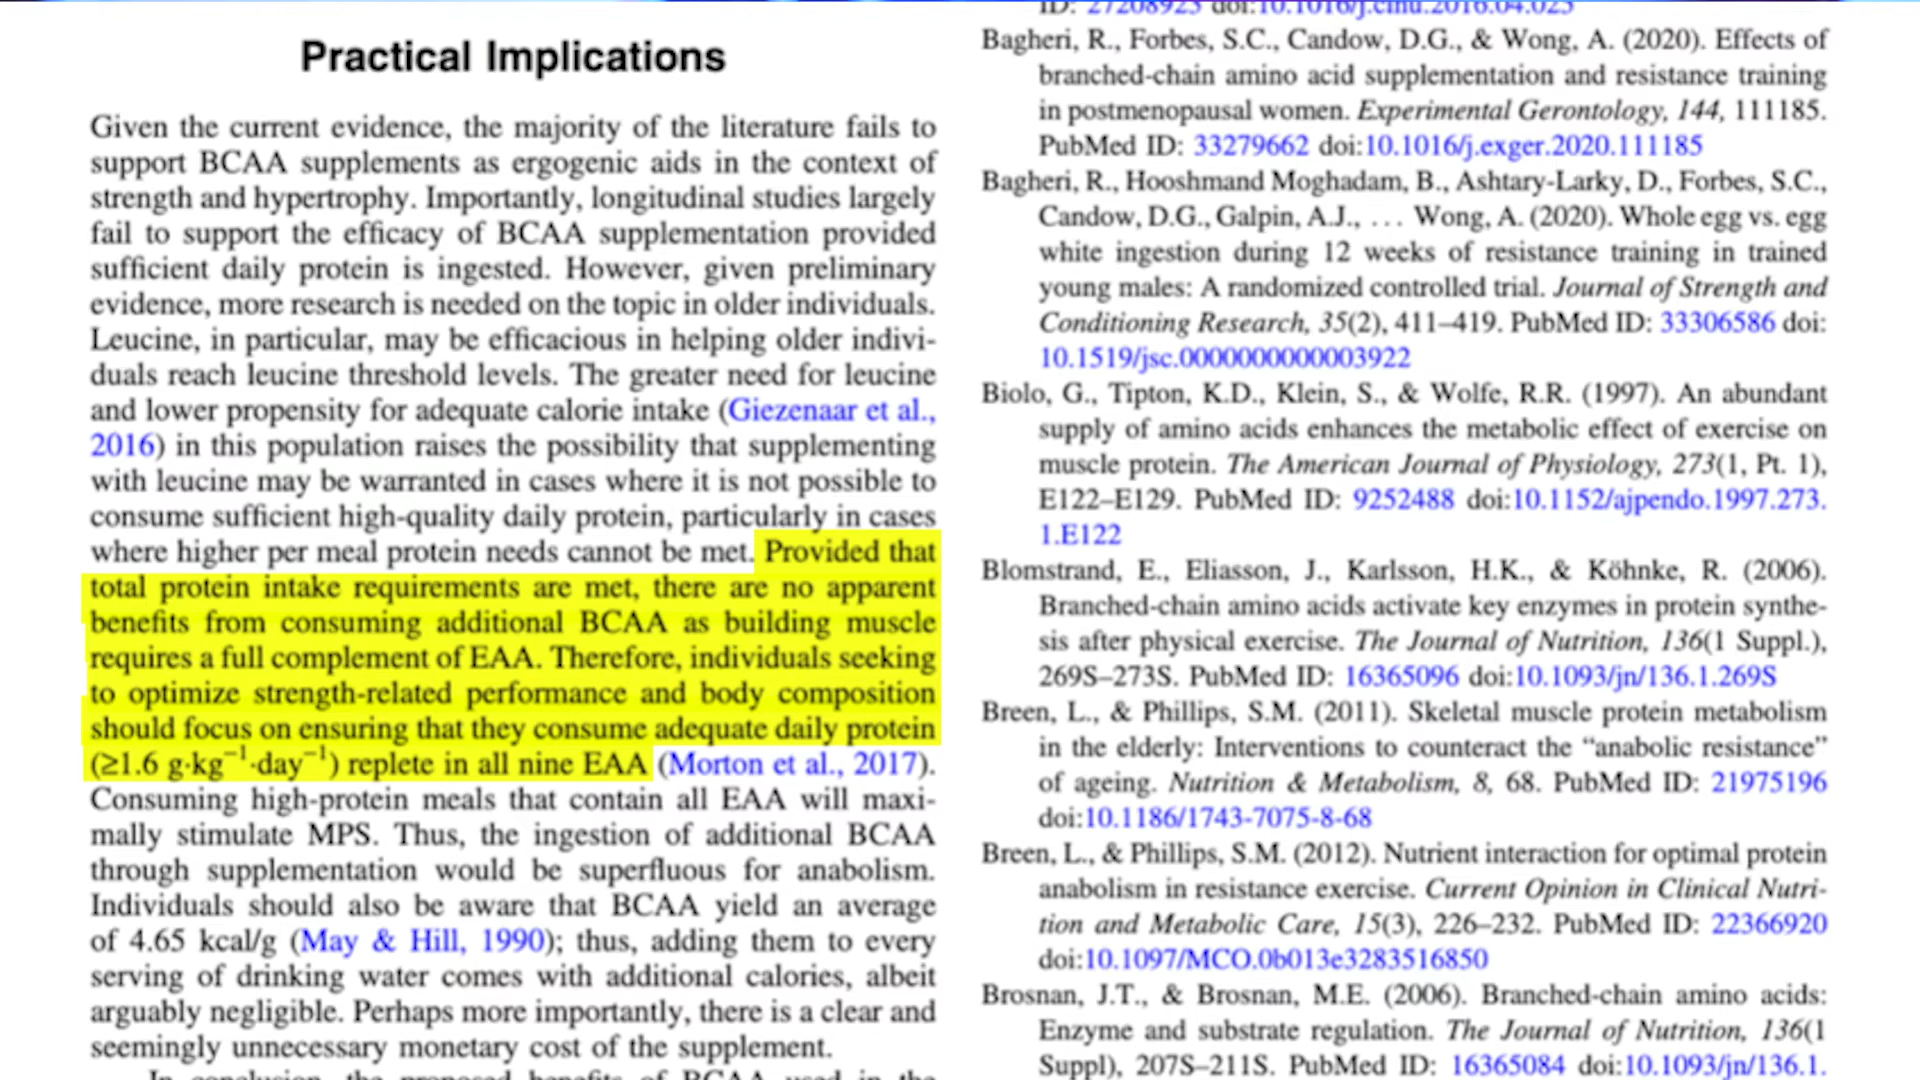 Practical Implications
Given the current evidence, the majority of the literature fails to
support BCAA supplements as ergogenic aids in the context of
strength and hypertrophy. Importantly, longitudinal studies largely
fail to support the efficacy of BCAA supplementation provided
sufficient daily protein is ingested. However, given preliminary
evidence, more research is needed on the topic in older individuals.
Leucine, in particular, may be efficacious in helping older indivi-
duals reach leucine threshold levels. The greater need for leucine
and lower propensity for adequate calorie intake (Giezenaar et al.,
2016) in this population raises the possibility that supplementing
with leucine may be warranted in cases where it is not possible to
consume sufficient high-quality daily protein, particularly in cases
where higher per meal protein needs cannot be met. Provided that
total protein intake requirements are met, there are no apparent
benefits from consuming additional BCAA as building muscle
requires a full complement of EAA. Therefore, individuals seeking
to optimize strength-related performance and body composition
should focus on ensuring that they consume adequate daily protein
(≥1.6 g·kg⁻¹·day⁻¹) replete in all nine EAA (Morton et al., 2017).
Consuming high-protein meals that contain all EAA will maxi-
mally stimulate MPS. Thus, the ingestion of additional BCAA
through supplementation would be superfluous for anabolism.
Individuals should also be aware that BCAA yield an average
of 4.65 kcal/g (May & Hill, 1990); thus, adding them to every
serving of drinking water comes with additional calories, albeit
arguably negligible. Perhaps more importantly, there is a clear and
seemingly unnecessary monetary cost of the supplement.
In conclusion, the proposed benefits of BCAA used in the
ID: 27208923 doi:10.1016/j.clnu.2016.04.025
Bagheri, R., Forbes, S.C., Candow, D.G., & Wong, A. (2020). Effects of
branched-chain amino acid supplementation and resistance training
in postmenopausal women. Experimental Gerontology, 144, 111185.
PubMed ID: 33279662 doi:10.1016/j.exger.2020.111185
Bagheri, R., Hooshmand Moghadam, B., Ashtary-Larky, D., Forbes, S.C.,
Candow, D.G., Galpin, A.J., … Wong, A. (2020). Whole egg vs. egg
white ingestion during 12 weeks of resistance training in trained
young males: A randomized controlled trial. Journal of Strength and
Conditioning Research, 35(2), 411–419. PubMed ID: 33306586 doi:
10.1519/jsc.0000000000003922
Biolo, G., Tipton, K.D., Klein, S., & Wolfe, R.R. (1997). An abundant
supply of amino acids enhances the metabolic effect of exercise on
muscle protein. The American Journal of Physiology, 273(1, Pt. 1),
E122–E129. PubMed ID: 9252488 doi:10.1152/ajpendo.1997.273.
1.E122
Blomstrand, E., Eliasson, J., Karlsson, H.K., & Köhnke, R. (2006).
Branched-chain amino acids activate key enzymes in protein synthe-
sis after physical exercise. The Journal of Nutrition, 136(1 Suppl.),
269S–273S. PubMed ID: 16365096 doi:10.1093/jn/136.1.269S
Breen, L., & Phillips, S.M. (2011). Skeletal muscle protein metabolism
in the elderly: Interventions to counteract the “anabolic resistance”
of ageing. Nutrition & Metabolism, 8, 68. PubMed ID: 21975196
doi:10.1186/1743-7075-8-68
Breen, L., & Phillips, S.M. (2012). Nutrient interaction for optimal protein
anabolism in resistance exercise. Current Opinion in Clinical Nutri-
tion and Metabolic Care, 15(3), 226–232. PubMed ID: 22366920
doi:10.1097/MCO.0b013e3283516850
Brosnan, J.T., & Brosnan, M.E. (2006). Branched-chain amino acids:
Enzyme and substrate regulation. The Journal of Nutrition, 136(1
Suppl), 207S–211S. PubMed ID: 16365084 doi:10.1093/jn/136.1.